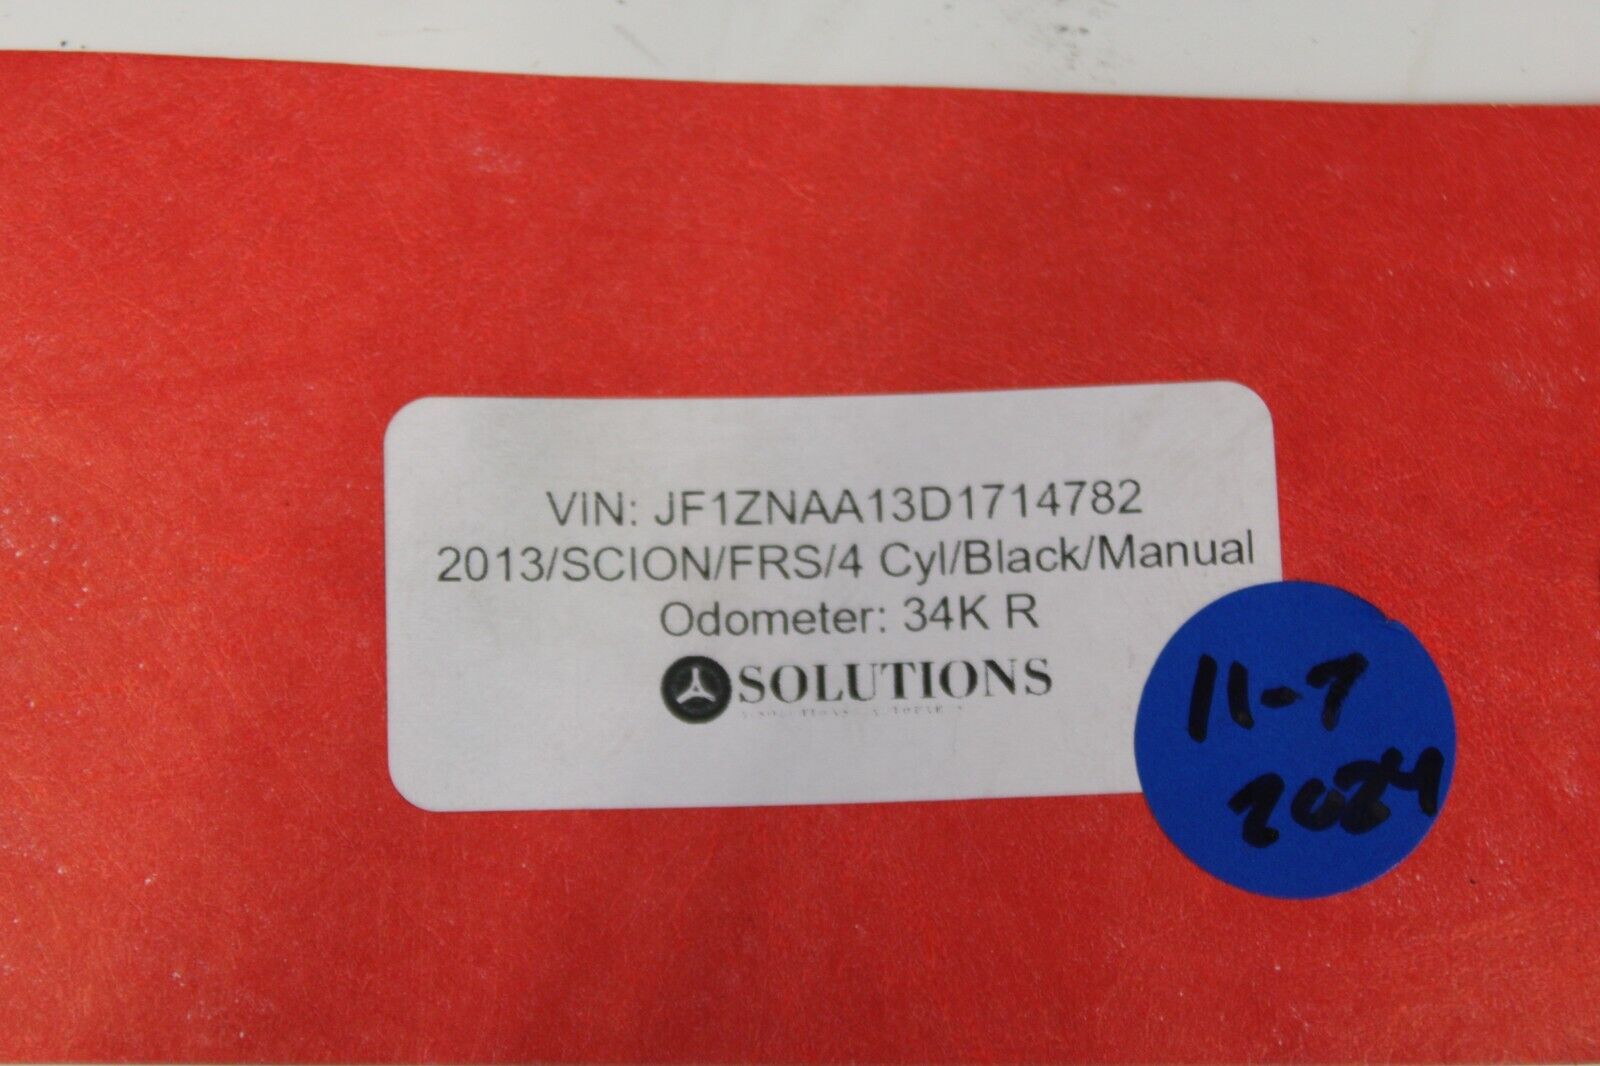 VIN: JF1ZNAA13D1714782
2013/SCION/FRS/4 Cyl/Black/Manual
Odometer: 34K R
SOLUTIONS
11-7
2024